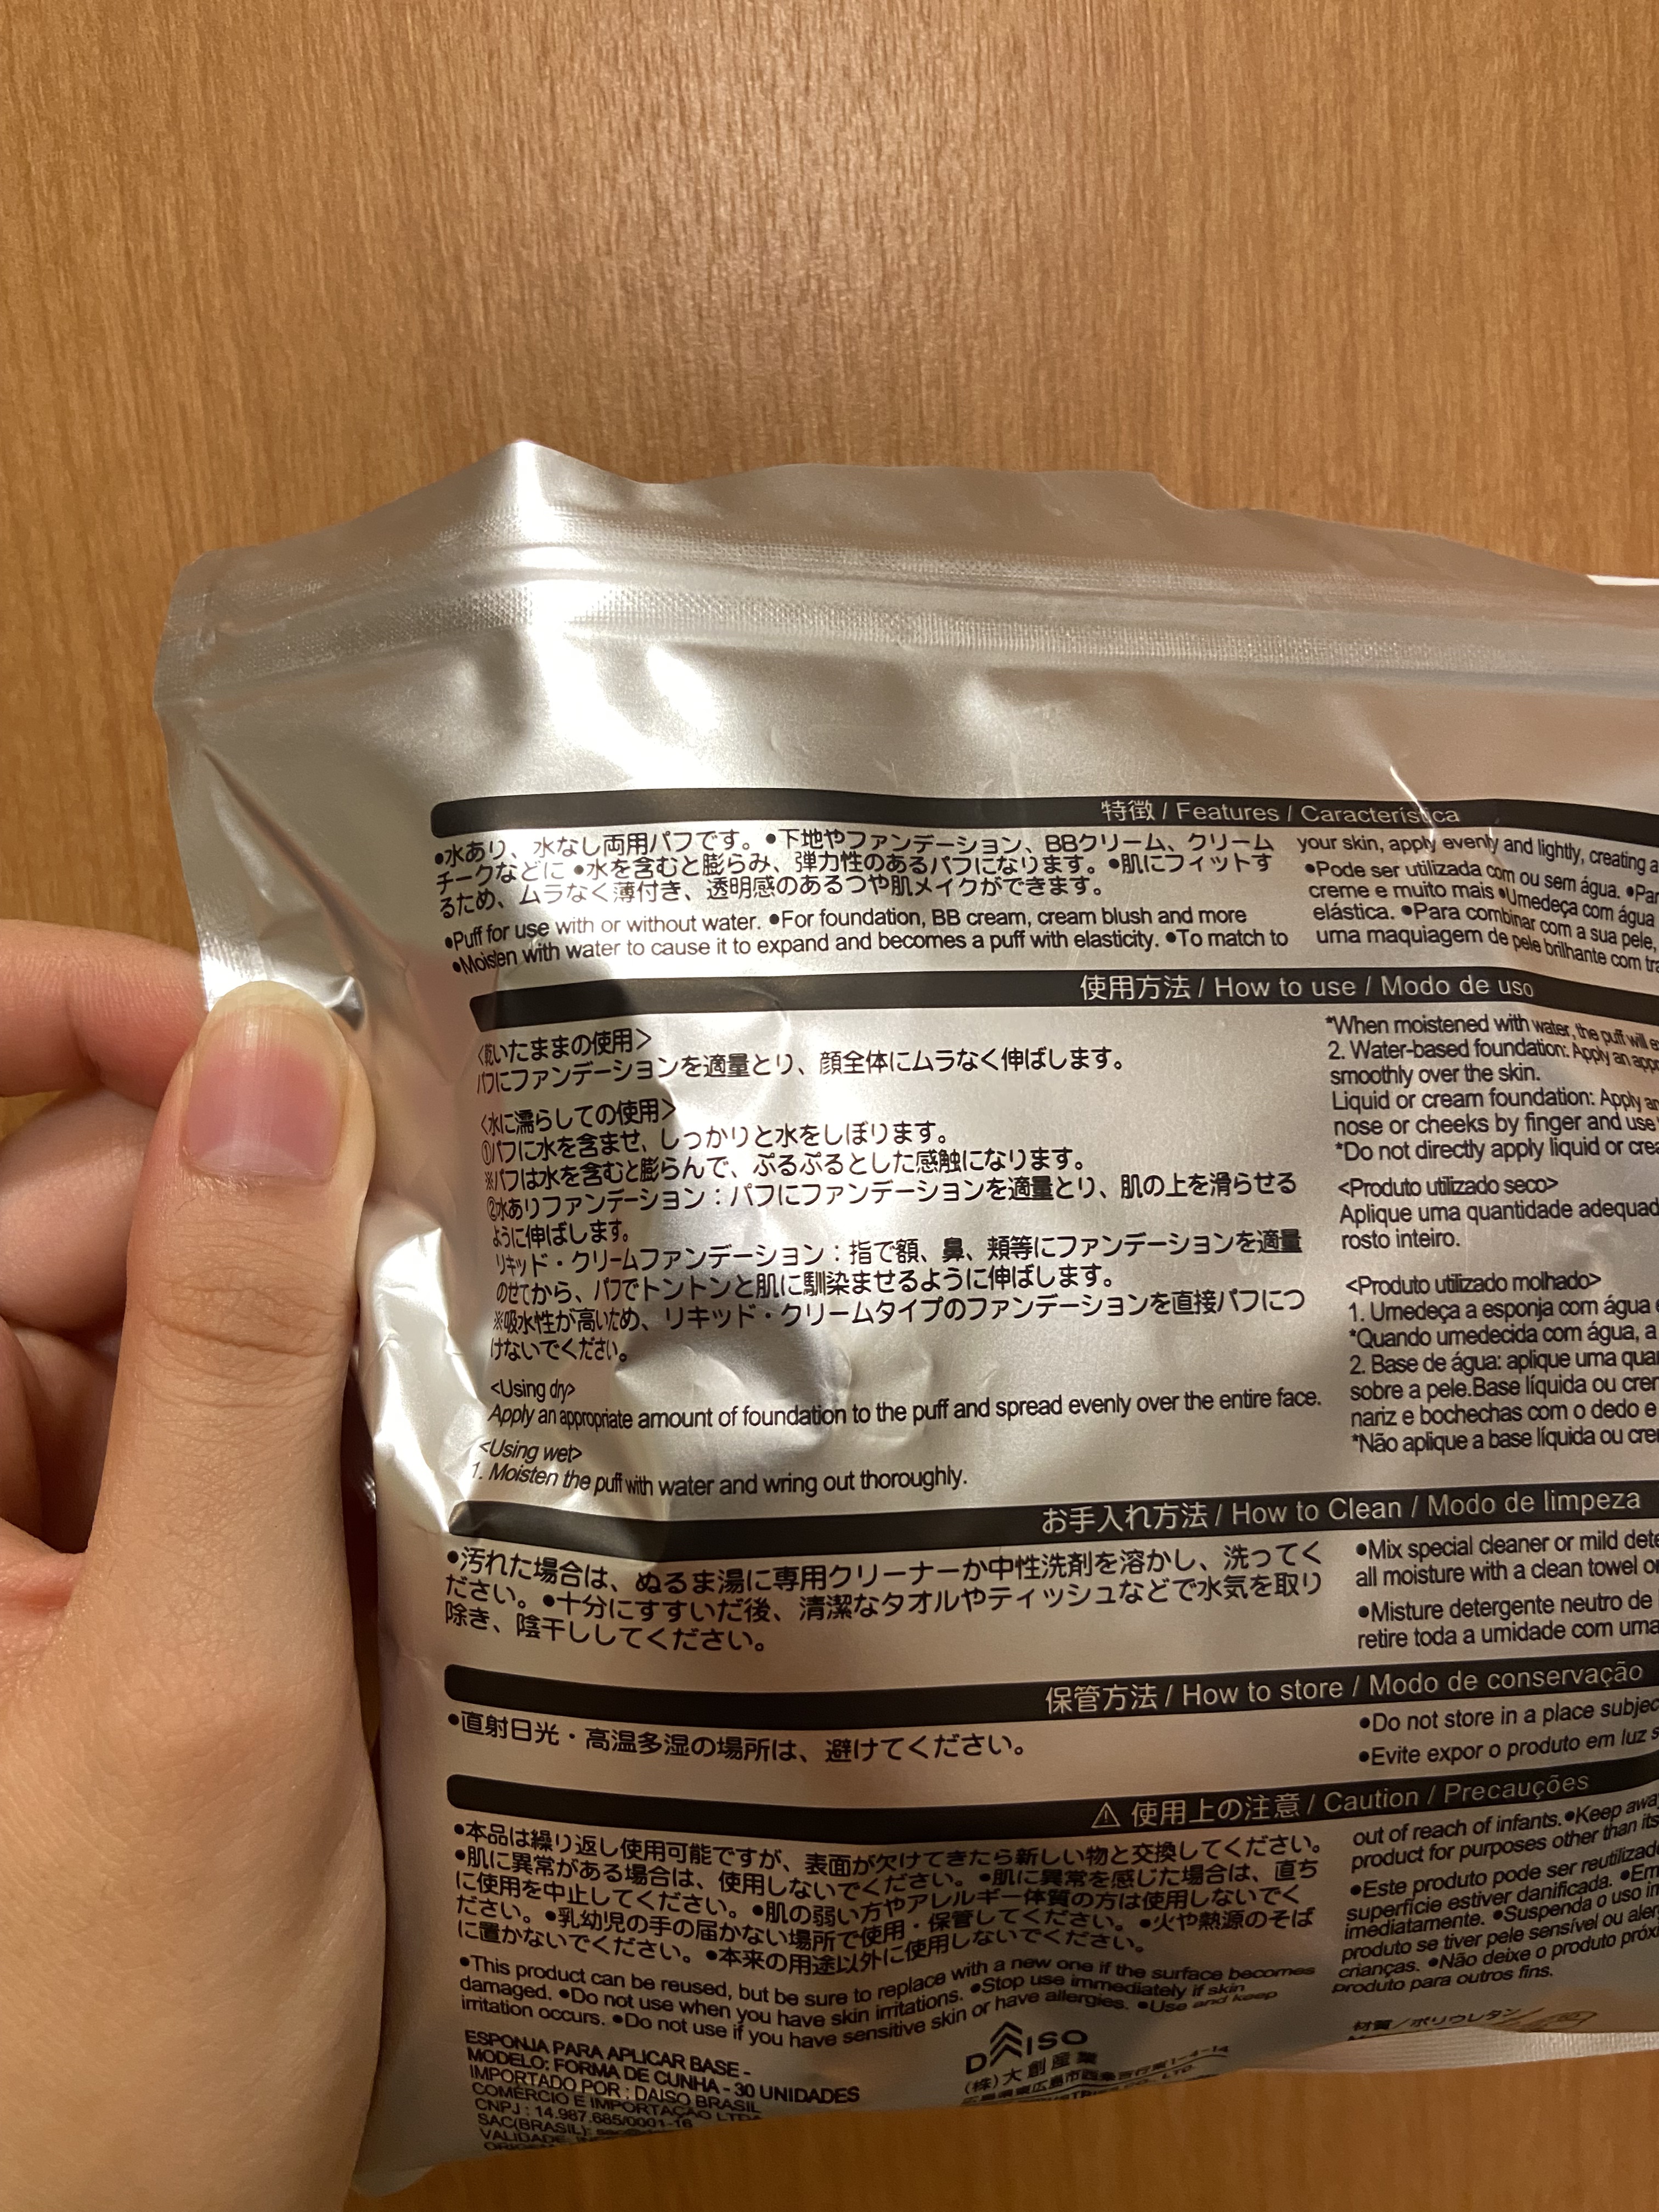 特徴 / Features / Característica
•水あり、水なし両用パフです。•下地やファンデーション、BBクリーム、クリーム
チークなどに •水を含むと膨らみ、弾力性のあるパフになります。•肌にフィットす
るため、ムラなく薄付き、透明感のあるつや肌メイクができます。
•Puff for use with or without water. •For foundation, BB cream, cream blush and more
•Moisten with water to cause it to expand and becomes a puff with elasticity. •To match to
your skin, apply evenly and lightly, creating a
•Pode ser utilizada com ou sem água. •Par
creme e muito mais •Umedeça com água
elástica. •Para combinar com a sua pele,
uma maquiagem de pele brilhante com tra
使用方法 / How to use / Modo de uso
<乾いたままの使用>
パフにファンデーションを適量とり、顔全体にムラなく伸ばします。
<水に濡らしての使用>
①パフに水を含ませ、しっかりと水をしぼります。
※パフは水を含むと膨らんで、ぷるぷるとした感触になります。
②水ありファンデーション：パフにファンデーションを適量とり、肌の上を滑らせる
ように伸ばします。
リキッド・クリームファンデーション：指で額、鼻、頬等にファンデーションを適量
のせてから、パフでトントンと肌に馴染ませるように伸ばします。
※吸水性が高いため、リキッド・クリームタイプのファンデーションを直接パフにつ
けないでください。
<Using dry>
Apply an appropriate amount of foundation to the puff and spread evenly over the entire face.
<Using wet>
1. Moisten the puff with water and wring out thoroughly.
*When moistened with water, the puff will e
2. Water-based foundation: Apply an app
smoothly over the skin.
Liquid or cream foundation: Apply an
nose or cheeks by finger and use
*Do not directly apply liquid or crea
<Produto utilizado seco>
Aplique uma quantidade adequad
rosto inteiro.
<Produto utilizado molhado>
1. Umedeça a esponja com água e
*Quando umedecida com água, a
2. Base de água: aplique uma quan
sobre a pele.Base líquida ou crem
nariz e bochechas com o dedo e
*Não aplique a base líquida ou crem
お手入れ方法 / How to Clean / Modo de limpeza
•汚れた場合は、ぬるま湯に専用クリーナーか中性洗剤を溶かし、洗ってく
ださい。•十分にすすいだ後、清潔なタオルやティッシュなどで水気を取り
除き、陰干ししてください。
•Mix special cleaner or mild dete
all moisture with a clean towel or
•Misture detergente neutro de
retire toda a umidade com uma
保管方法 / How to store / Modo de conservação
•直射日光・高温多湿の場所は、避けてください。
•Do not store in a place subjec
•Evite expor o produto em luz s
⚠ 使用上の注意 / Caution / Precauções
•本品は繰り返し使用可能ですが、表面が欠けてきたら新しい物と交換してください。
•肌に異常がある場合は、使用しないでください。•肌に異常を感じた場合は、直ち
に使用を中止してください。•肌の弱い方やアレルギー体質の方は使用しないでく
ださい。•乳幼児の手の届かない場所で使用・保管してください。•火や熱源のそば
に置かないでください。•本来の用途以外に使用しないでください。
•This product can be reused, but be sure to replace with a new one if the surface becomes
damaged. •Do not use when you have skin irritations. •Stop use immediately if skin
irritation occurs. •Do not use if you have sensitive skin or have allergies. •Use and keep
out of reach of infants.•Keep away
product for purposes other than its
•Este produto pode ser reutilizado
superfície estiver danificada. •Em
imediatamente. •Suspenda o uso im
produto se tiver pele sensível ou aler
crianças. •Não deixe o produto próxi
produto para outros fins.
ESPONJA PARA APLICAR BASE -
MODELO: FORMA DE CUNHA - 30 UNIDADES
IMPORTADO POR : DAISO BRASIL
COMÉRCIO E IMPORTAÇÃO LTDA
CNPJ : 14.987.685/0001-16
SAC(BRASIL):
VALIDADE:
DAISO
(株)大創産業
広島県東広島市西条吉行東1-4-14
材質／ポリウレタン／